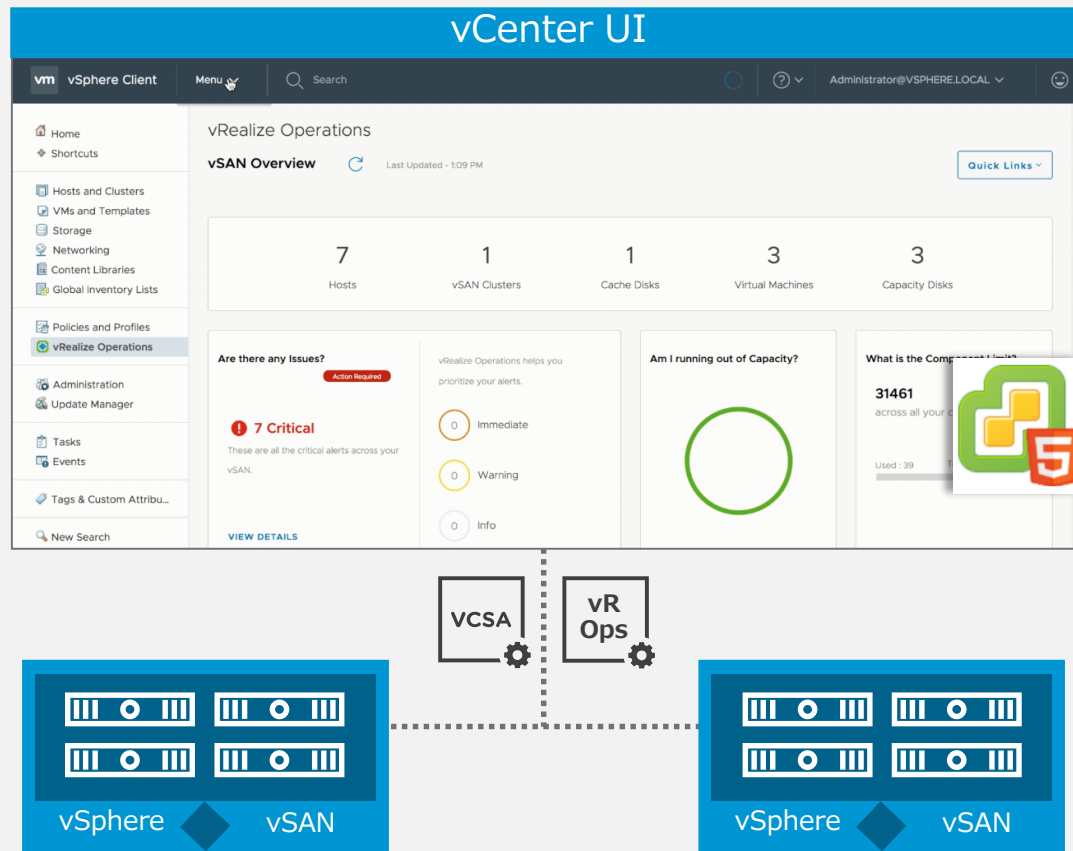 vCenter UI
vm vSphere Client Menu Search Administrator@VSPHERE.LOCAL
Home
Shortcuts
Hosts and Clusters
VMs and Templates
Storage
Networking
Content Libraries
Global Inventory Lists
Policies and Profiles
vRealize Operations
Administration
Update Manager
Tasks
Events
Tags & Custom Attribu...
New Search
vRealize Operations
vSAN Overview Last Updated - 1:09 PM
Quick Links
7 1 1 3 3
Hosts vSAN Clusters Cache Disks Virtual Machines Capacity Disks
Are there any Issues?
Action Required
7 Critical
These are all the critical alerts across your
vSAN.
VIEW DETAILS
vRealize Operations helps you
prioritize your alerts.
0 Immediate
0 Warning
0 Info
Am I running out of Capacity?
What is the Component Limit?
31461
across all your
Used : 39
5
VCSA
vR
Ops
vSphere vSAN
vSphere vSAN